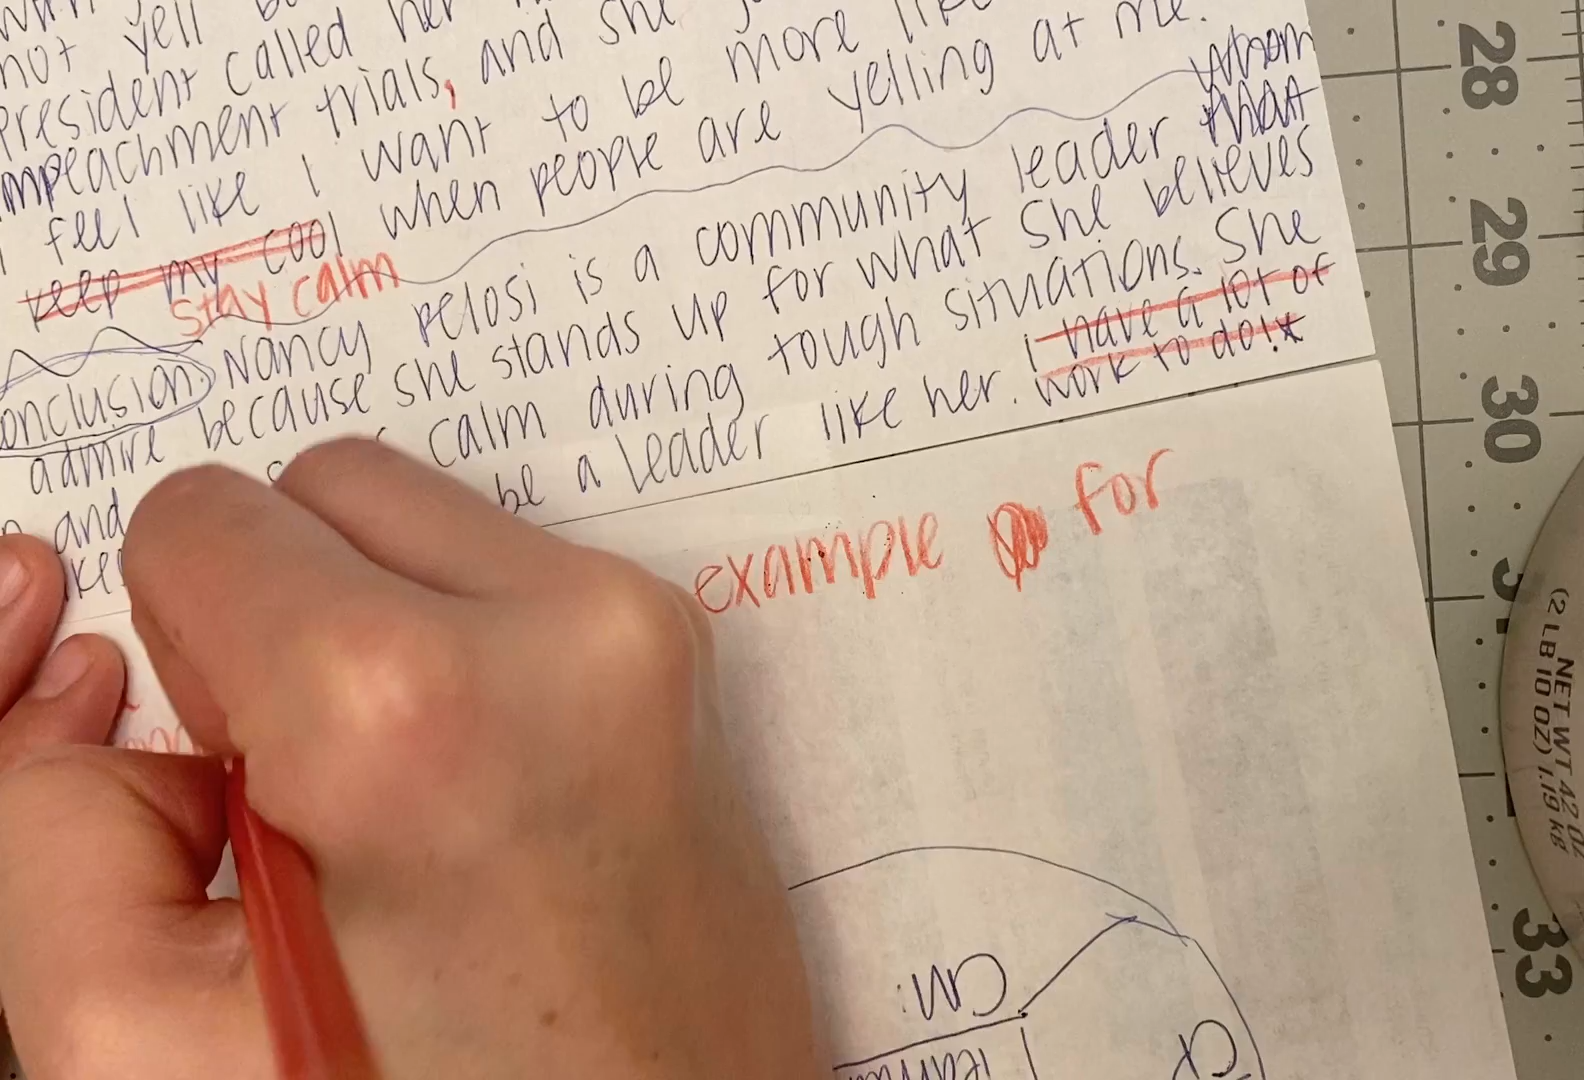 not yell
President called her
impeachment trials, and she
I feel like I want to be more
keep my cool when people are yelling at me.
stay calm
whom
Conclusion: Nancy pelosi is a community leader that
admire because she stands up for what she believes
and calm during tough situations. She
be a leader like her. I have a lot of
work to do!*
example for
CM:
28
29
30
33
NET WT 42 OZ
(2 LB 10 OZ) 1.19 kg